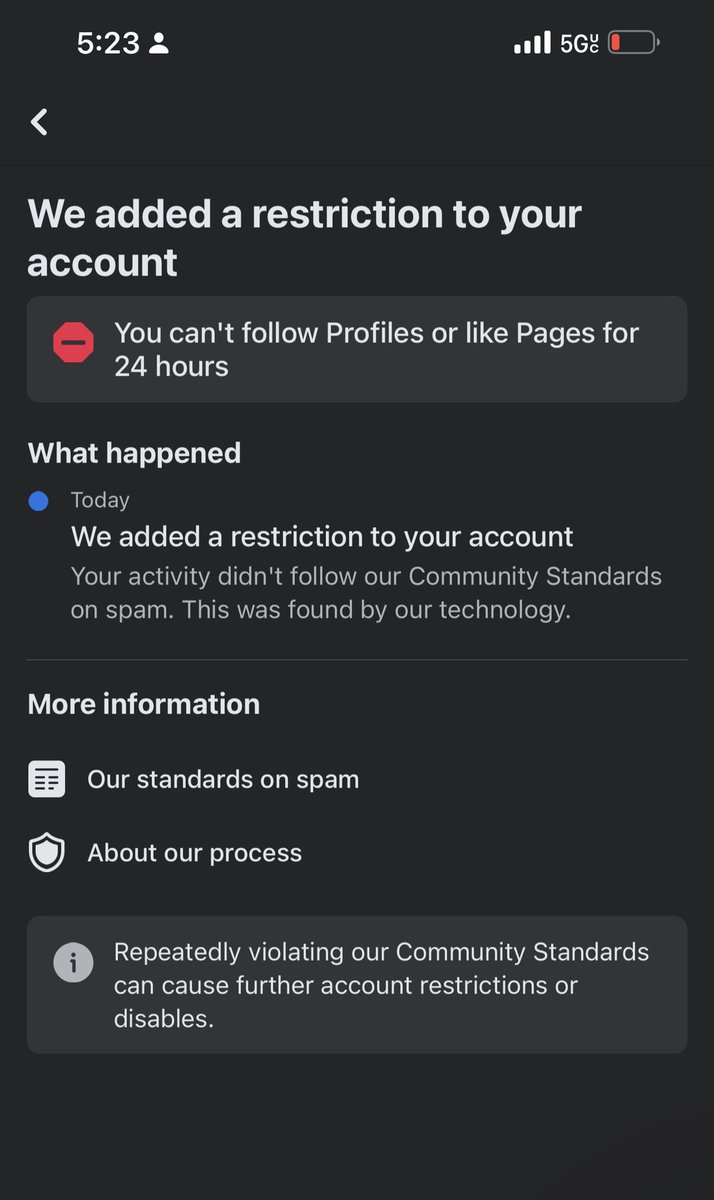 5:23
5GUC
We added a restriction to your
account
You can't follow Profiles or like Pages for
24 hours
What happened
Today
We added a restriction to your account
Your activity didn't follow our Community Standards
on spam. This was found by our technology.
More information
Our standards on spam
About our process
Repeatedly violating our Community Standards
can cause further account restrictions or
disables.